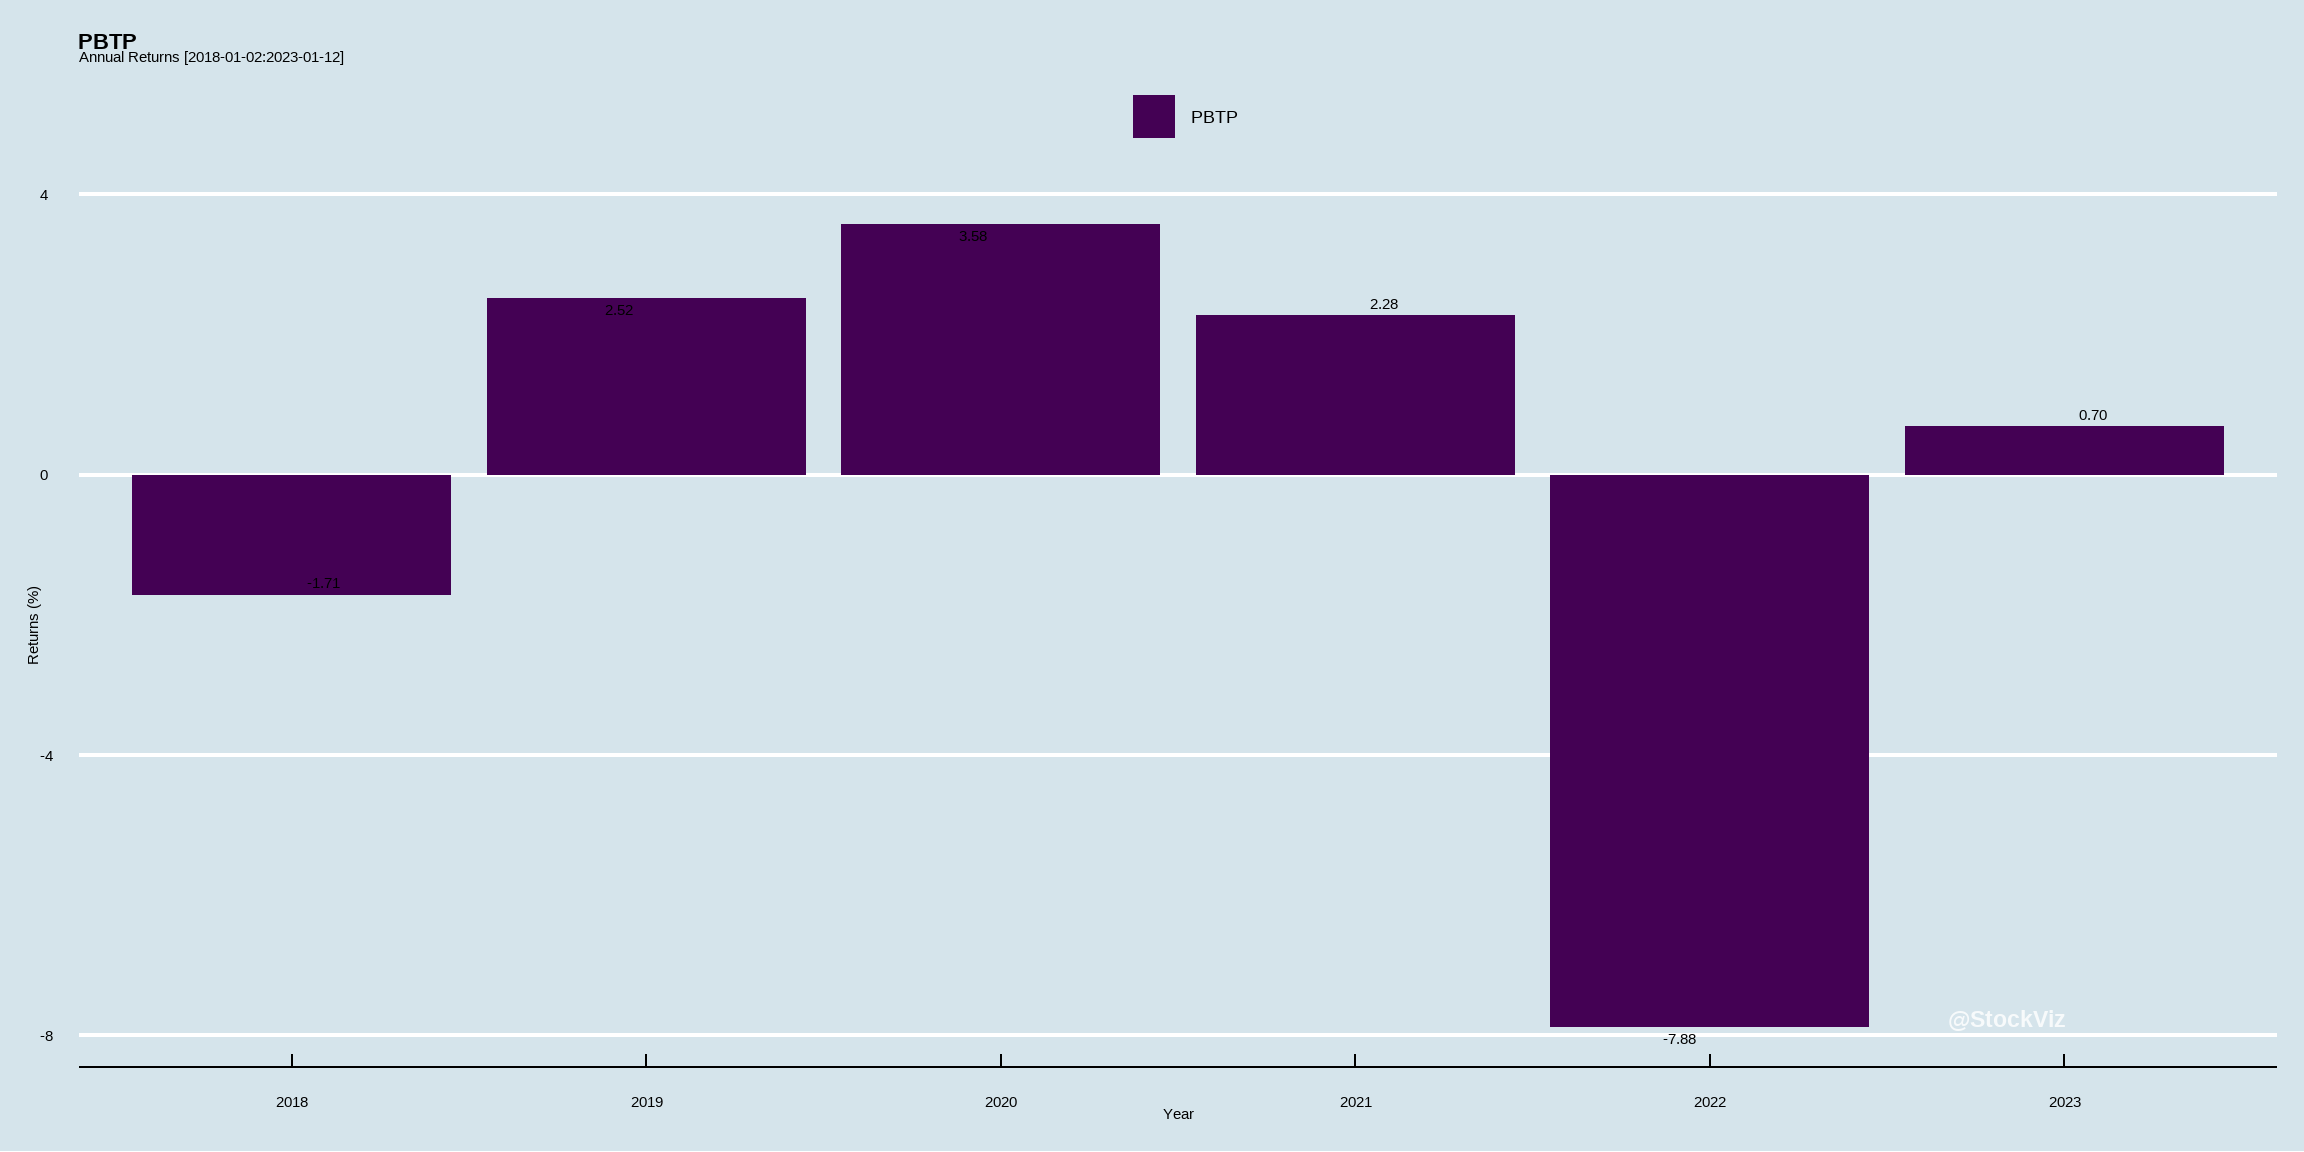 PBTP
Annual Returns [2018-01-02:2023-01-12]
PBTP
4
3.58
2.28
2.52
0.70
0
-1.71
Returns (%)
-4
@StockViz
-8
-7.88
2018 2019 2020 2021 2022 2023
Year